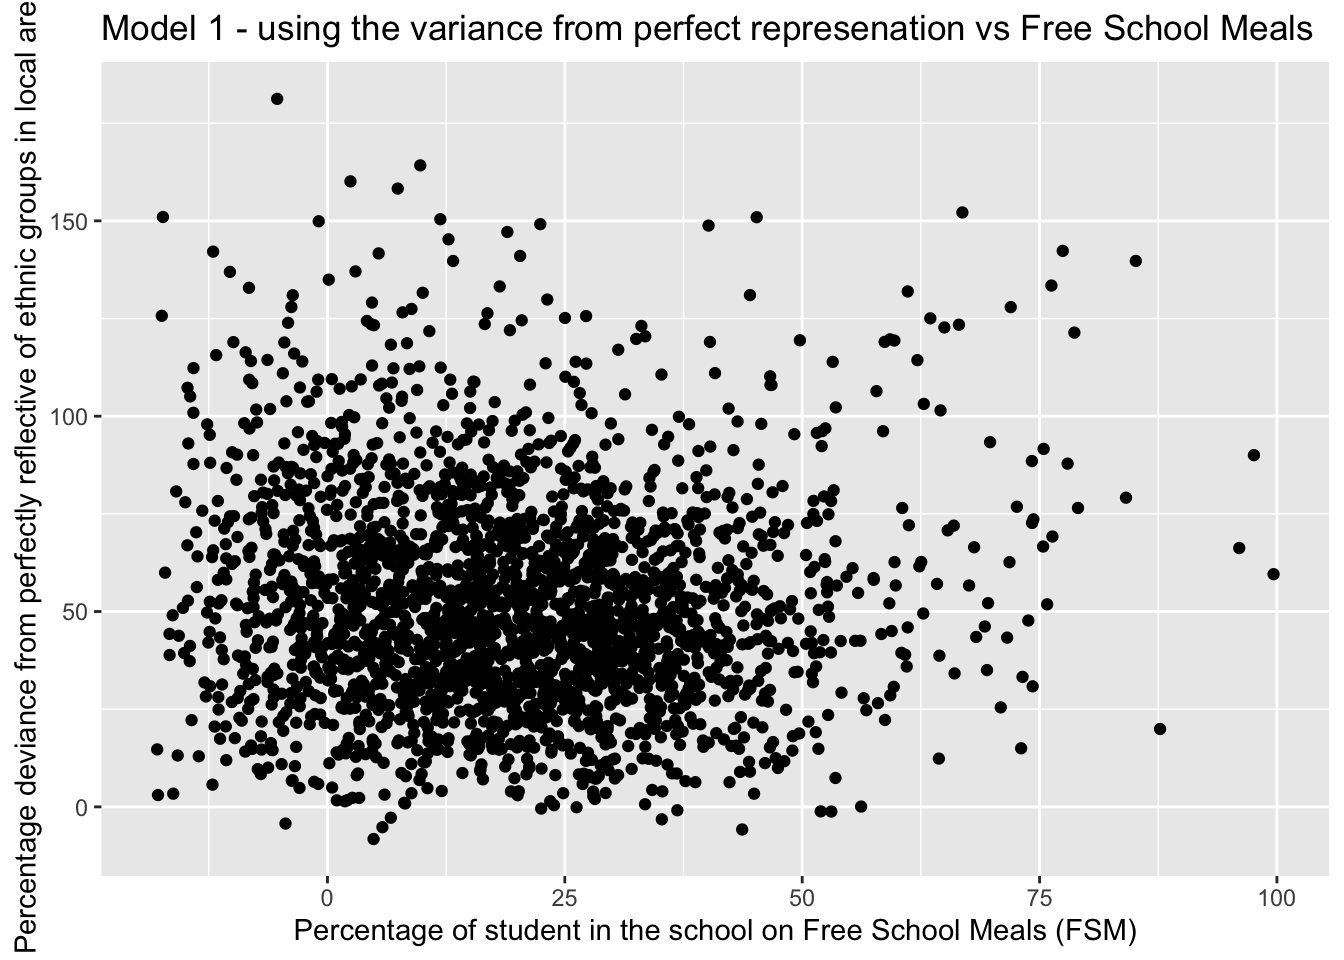 Model 1 - using the variance from perfect represenation vs Free School Meals
Percentage deviance from perfectly reflective of ethnic groups in local are
150
100
50
0
0 25 50 75 100
Percentage of student in the school on Free School Meals (FSM)